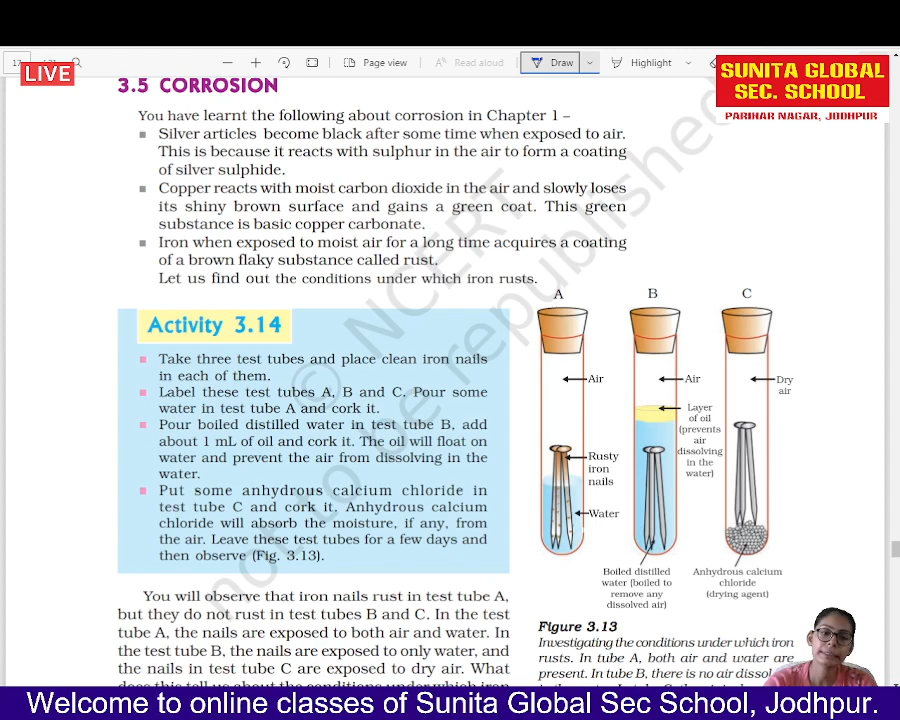 17
Page view
Read aloud
Draw
Highlight
LIVE
SUNITA GLOBAL
SEC. SCHOOL
PARIHAR NAGAR, JODHPUR
3.5 CORROSION
You have learnt the following about corrosion in Chapter 1 –
Silver articles become black after some time when exposed to air.
This is because it reacts with sulphur in the air to form a coating
of silver sulphide.
Copper reacts with moist carbon dioxide in the air and slowly loses
its shiny brown surface and gains a green coat. This green
substance is basic copper carbonate.
Iron when exposed to moist air for a long time acquires a coating
of a brown flaky substance called rust.
Let us find out the conditions under which iron rusts.
Activity 3.14
Take three test tubes and place clean iron nails
in each of them.
Label these test tubes A, B and C. Pour some
water in test tube A and cork it.
Pour boiled distilled water in test tube B, add
about 1 mL of oil and cork it. The oil will float on
water and prevent the air from dissolving in the
water.
Put some anhydrous calcium chloride in
test tube C and cork it. Anhydrous calcium
chloride will absorb the moisture, if any, from
the air. Leave these test tubes for a few days and
then observe (Fig. 3.13).
You will observe that iron nails rust in test tube A,
but they do not rust in test tubes B and C. In the test
tube A, the nails are exposed to both air and water. In
the test tube B, the nails are exposed to only water, and
the nails in test tube C are exposed to dry air. What
does this tell us about the conditions under which iron
A
B
C
Air
Air
Dry
air
Layer
of oil
(prevents
air
dissolving
in the
water)
Rusty
iron
nails
Water
Boiled distilled
water (boiled to
remove any
dissolved air)
Anhydrous calcium
chloride
(drying agent)
Figure 3.13
Investigating the conditions under which iron
rusts. In tube A, both air and water are
present. In tube B, there is no air
© NCERT
not to be republished
Welcome to online classes of Sunita Global Sec School, Jodhpur.